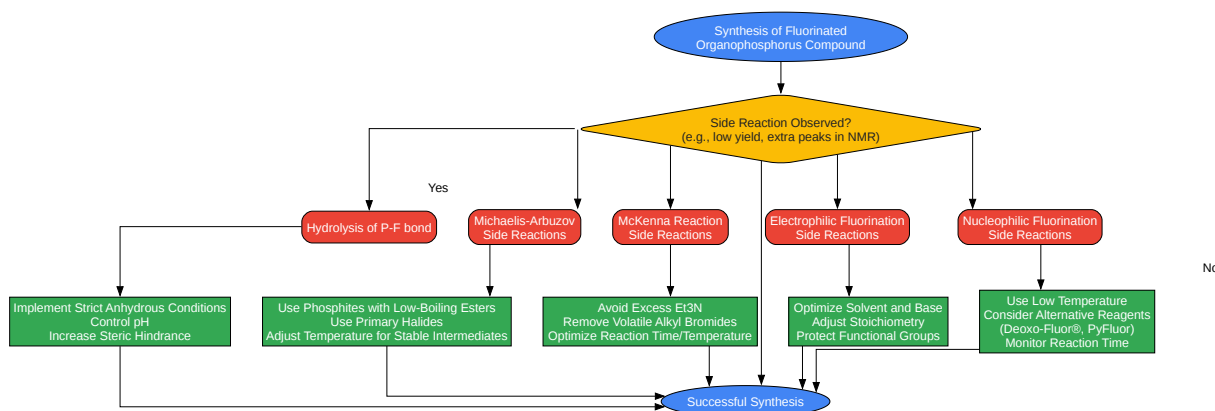 Synthesis of Fluorinated
Organophosphorus Compound
Side Reaction Observed?
(e.g., low yield, extra peaks in NMR)
Yes
Hydrolysis of P-F bond
Michaelis-Arbuzov
Side Reactions
McKenna Reaction
Side Reactions
Electrophilic Fluorination
Side Reactions
Nucleophilic Fluorination
Side Reactions
No
Implement Strict Anhydrous Conditions
Control pH
Increase Steric Hindrance
Use Phosphites with Low-Boiling Esters
Use Primary Halides
Adjust Temperature for Stable Intermediates
Avoid Excess Et3N
Remove Volatile Alkyl Bromides
Optimize Reaction Time/Temperature
Optimize Solvent and Base
Adjust Stoichiometry
Protect Functional Groups
Use Low Temperature
Consider Alternative Reagents
(Deoxo-Fluor®, PyFluor)
Monitor Reaction Time
Successful Synthesis